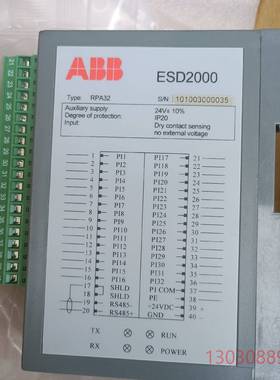 ABB
ESD2000
Type: RPA32
S/N 101003000035
Auxiliary supply 24V± 10%
Degree of protection: IP20
Input: Dry contact sensing
no external voltage
1 PI1 PI17 21
2 PI2 PI18 22
3 PI3 PI19 23
4 PI4 PI20 24
5 PI5 PI21 25
6 PI6 PI22 26
7 PI7 PI23 27
8 PI8 PI24 28
9 PI9 PI25 29
10 PI10 PI26 30
11 PI11 PI27 31
12 PI12 PI28 32
13 PI13 PI29 33
14 PI14 PI30 34
15 PI15 PI31 35
16 PI16 PI32 36
17 SHLD PI COM 37
18 SHLD PE 38
19 RS485- +24VDC 39
20 RS485+ GND 40
TX RUN
RX POWER